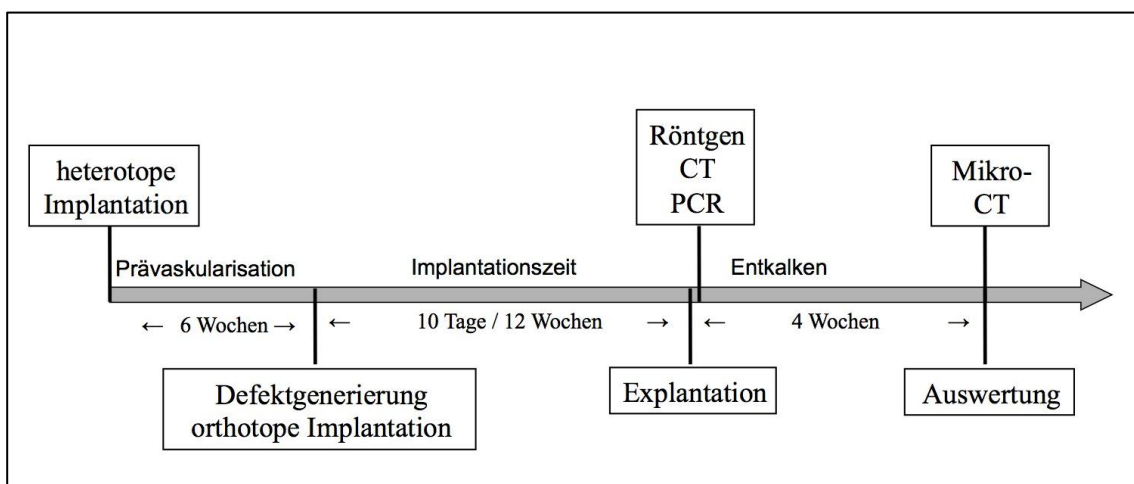 Röntgen
CT
PCR
heterotope
Implantation
Mikro-
CT
Prävaskularisation
Implantationszeit
Entkalken
← 6 Wochen →
← 10 Tage / 12 Wochen →
← 4 Wochen →
Defektgenerierung
orthotope Implantation
Explantation
Auswertung